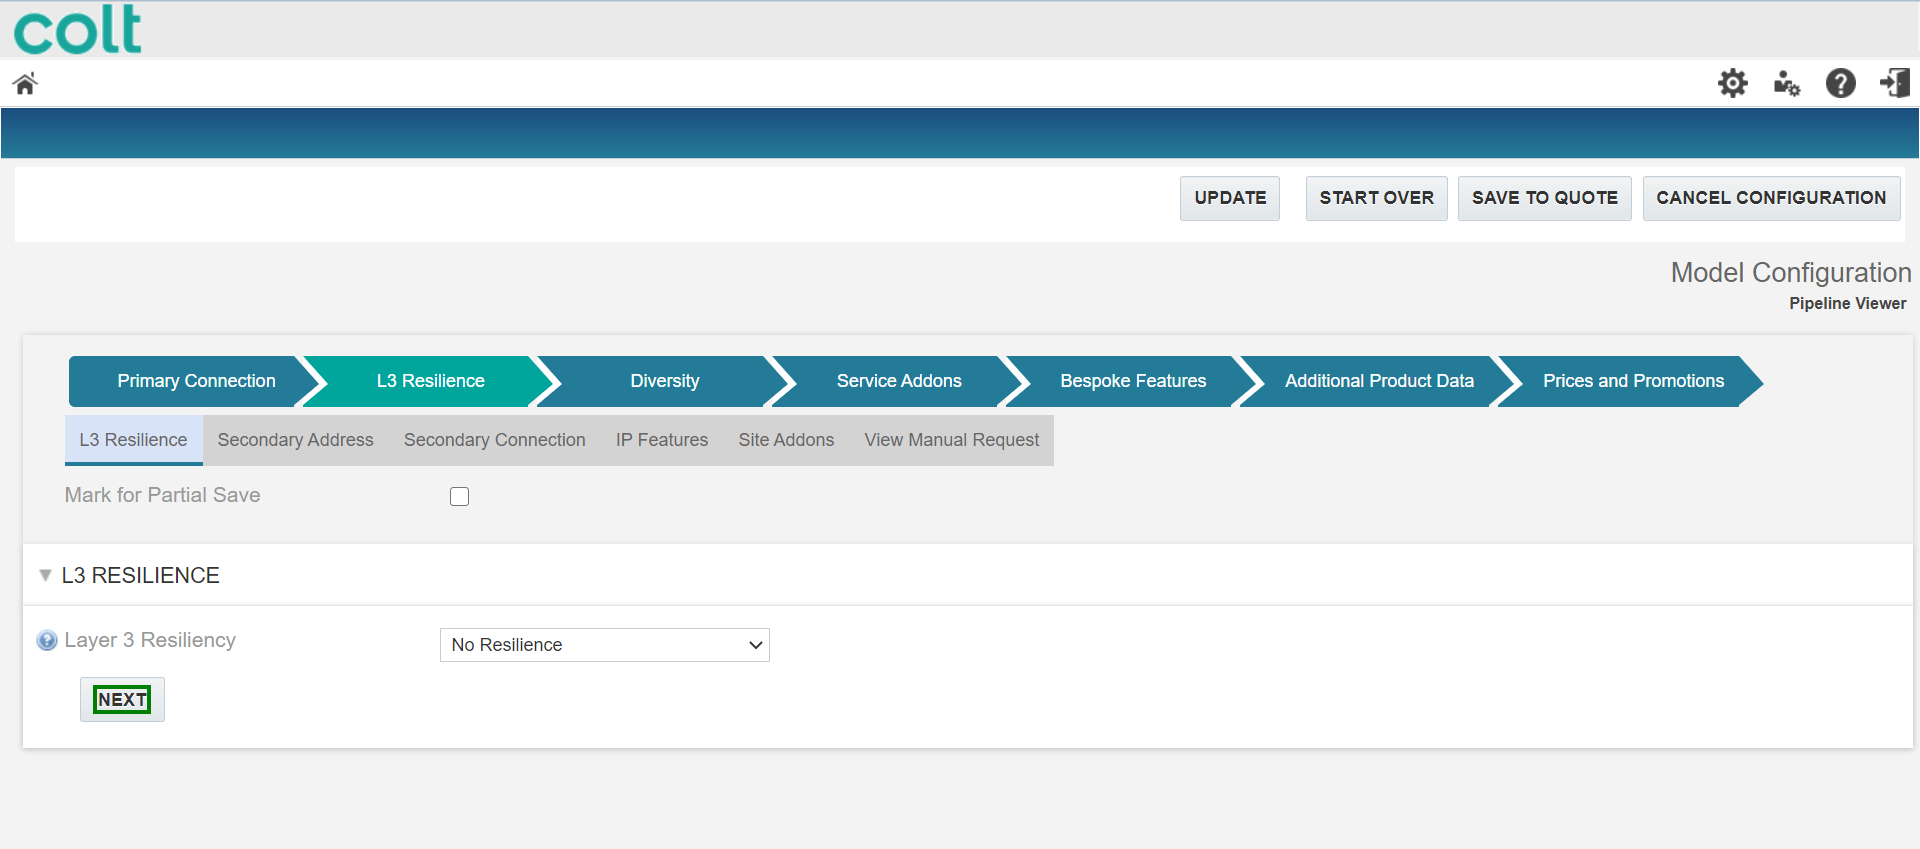 colt
UPDATE START OVER SAVE TO QUOTE CANCEL CONFIGURATION
Model Configuration
Pipeline Viewer
Primary Connection L3 Resilience Diversity Service Addons Bespoke Features Additional Product Data Prices and Promotions
L3 Resilience Secondary Address Secondary Connection IP Features Site Addons View Manual Request
Mark for Partial Save
L3 RESILIENCE
Layer 3 Resiliency No Resilience
NEXT